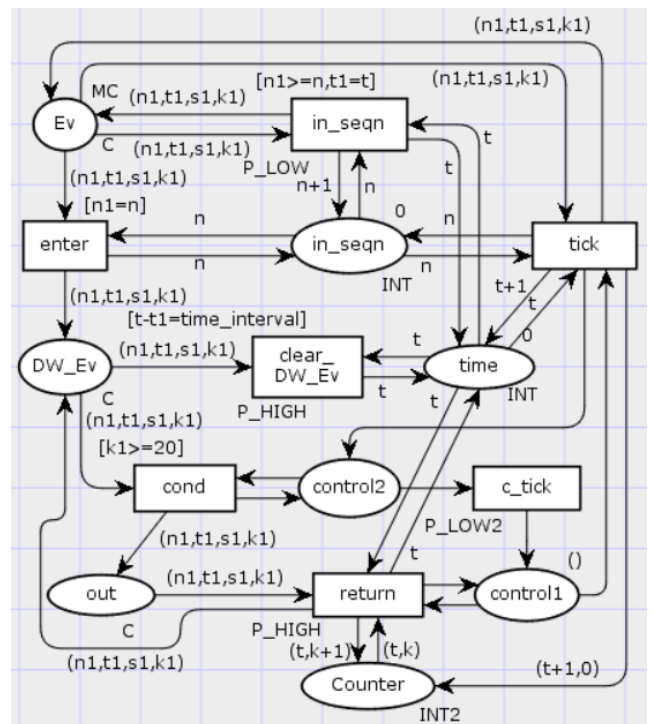 (n1,t1,s1,k1)
MC
(n1,t1,s1,k1)
[n1>=n,t1=t]
(n1,t1,s1,k1)
Ev
in_seqn
t
C
(n1,t1,s1,k1)
P_LOW
t
(n1,t1,s1,k1)
n+1
n
[n1=n]
n
0
n
enter
in_seqn
tick
n
n
INT
(n1,t1,s1,k1)
t+1
t
[t-t1=time_interval]
0
(n1,t1,s1,k1)
clear_
DW_Ev
t
DW_Ev
time
t
t
INT
C
P_HIGH
(n1,t1,s1,k1)
[k1>=20]
cond
control2
c_tick
P_LOW2
(n1,t1,s1,k1)
t
()
out
(n1,t1,s1,k1)
return
control1
C
P_HIGH
(n1,t1,s1,k1)
(t,k+1)
(t,k)
(t+1,0)
Counter
INT2